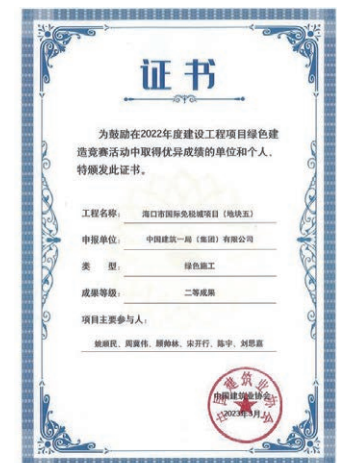 证书
为鼓励在2022年度建设工程项目绿色建
造竞赛活动中取得优异成绩的单位和个人,
特颁发此证书。
工程名称: 海口市国际免税城项目(地块五)
申报单位: 中国建筑一局(集团)有限公司
类 型: 绿色施工
成果等级: 二等成果
项目主要参与人:
姚顺民、周冀伟、顾帅林、宋开行、陈宇、刘思嘉
中国建筑业协会
2023年3月